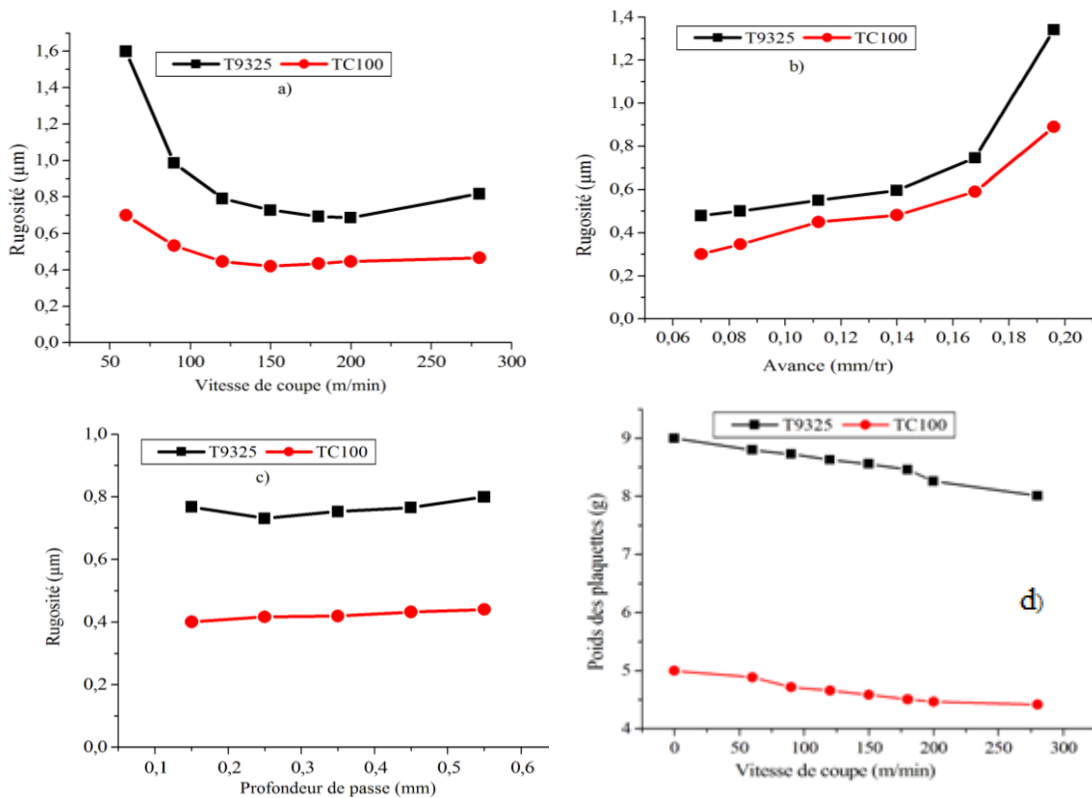 T9325 TC100
a)
Rugosité (µm)
1,6
1,4
1,2
1,0
0,8
0,6
0,4
0,2
0,0
50 100 150 200 250 300
Vitesse de coupe (m/min)
T9325 TC100
b)
Rugosité (µm)
1,4
1,2
1,0
0,8
0,6
0,4
0,2
0,0
0,06 0,08 0,10 0,12 0,14 0,16 0,18 0,20
Avance (mm/tr)
T9325 TC100
c)
Rugosité (µm)
1,0
0,8
0,6
0,4
0,2
0,0
0,1 0,2 0,3 0,4 0,5 0,6
Profondeur de passe (mm)
T9325 TC100
d)
Poids des plaquettes (g)
9
8
7
6
5
4
0 50 100 150 200 250 300
Vitesse de coupe (m/min)